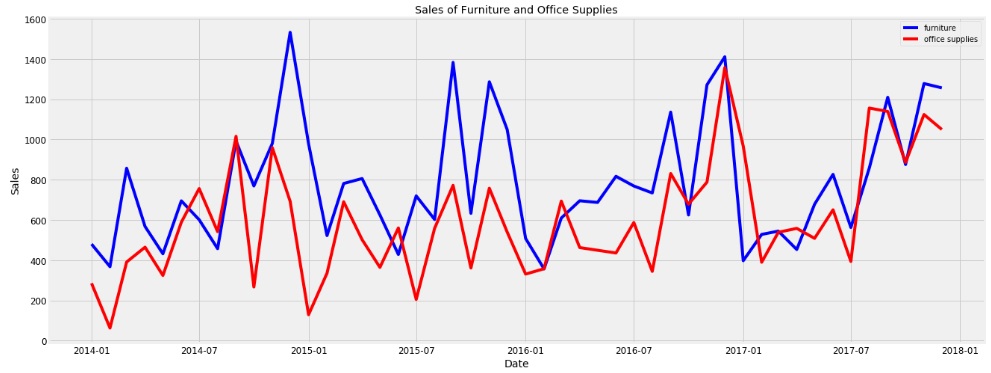 Sales of Furniture and Office Supplies
1600
furniture
office supplies
1400
1200
1000
Sales
800
600
400
200
0
2014-01 2014-07 2015-01 2015-07 2016-01 2016-07 2017-01 2017-07 2018-01
Date